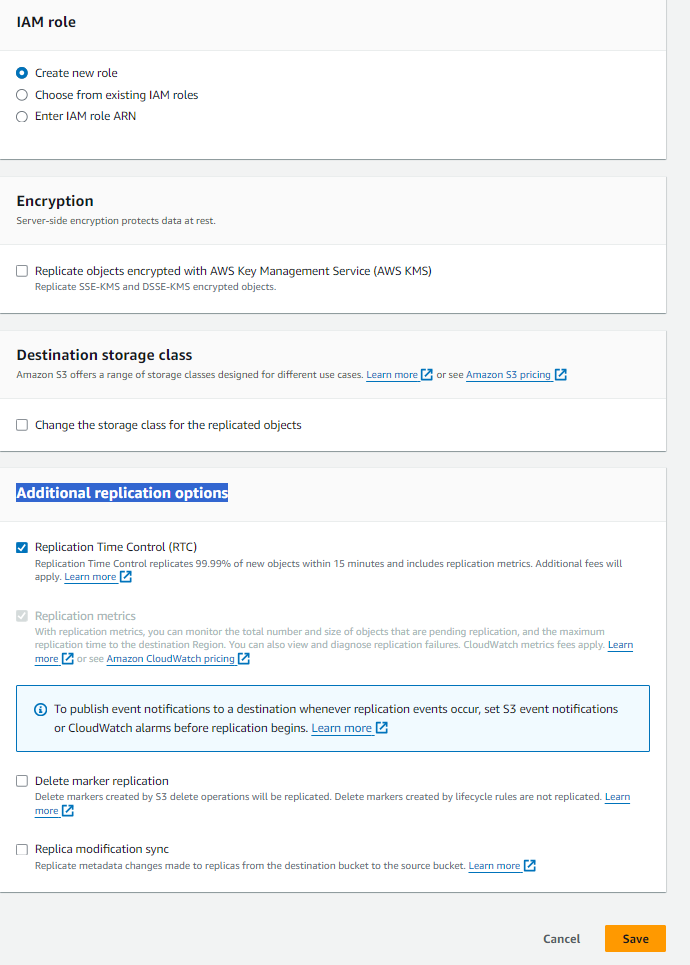 IAM role
Create new role
Choose from existing IAM roles
Enter IAM role ARN
Encryption
Server-side encryption protects data at rest.
Replicate objects encrypted with AWS Key Management Service (AWS KMS)
Replicate SSE-KMS and DSSE-KMS encrypted objects.
Destination storage class
Amazon S3 offers a range of storage classes designed for different use cases. Learn more or see Amazon S3 pricing
Change the storage class for the replicated objects
Additional replication options
Replication Time Control (RTC)
Replication Time Control replicates 99.99% of new objects within 15 minutes and includes replication metrics. Additional fees will
apply. Learn more
Replication metrics
With replication metrics, you can monitor the total number and size of objects that are pending replication, and the maximum
replication time to the destination Region. You can also view and diagnose replication failures. CloudWatch metrics fees apply. Learn
more or see Amazon CloudWatch pricing
To publish event notifications to a destination whenever replication events occur, set S3 event notifications
or CloudWatch alarms before replication begins. Learn more
Delete marker replication
Delete markers created by S3 delete operations will be replicated. Delete markers created by lifecycle rules are not replicated. Learn
more
Replica modification sync
Replicate metadata changes made to replicas from the destination bucket to the source bucket. Learn more
Cancel Save